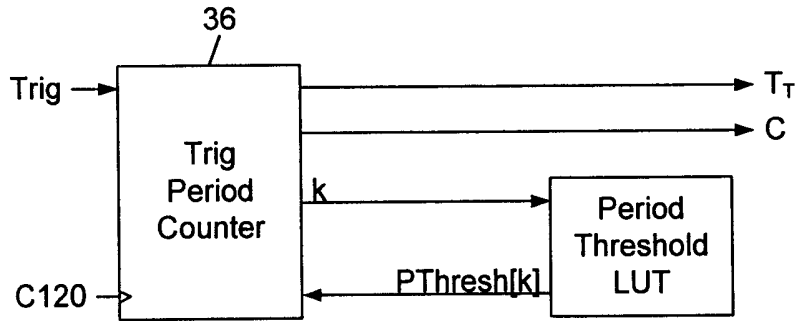 36
Trig
T_T
C
Trig
Period
Counter
k
Period
Threshold
LUT
PThresh[k]
C120